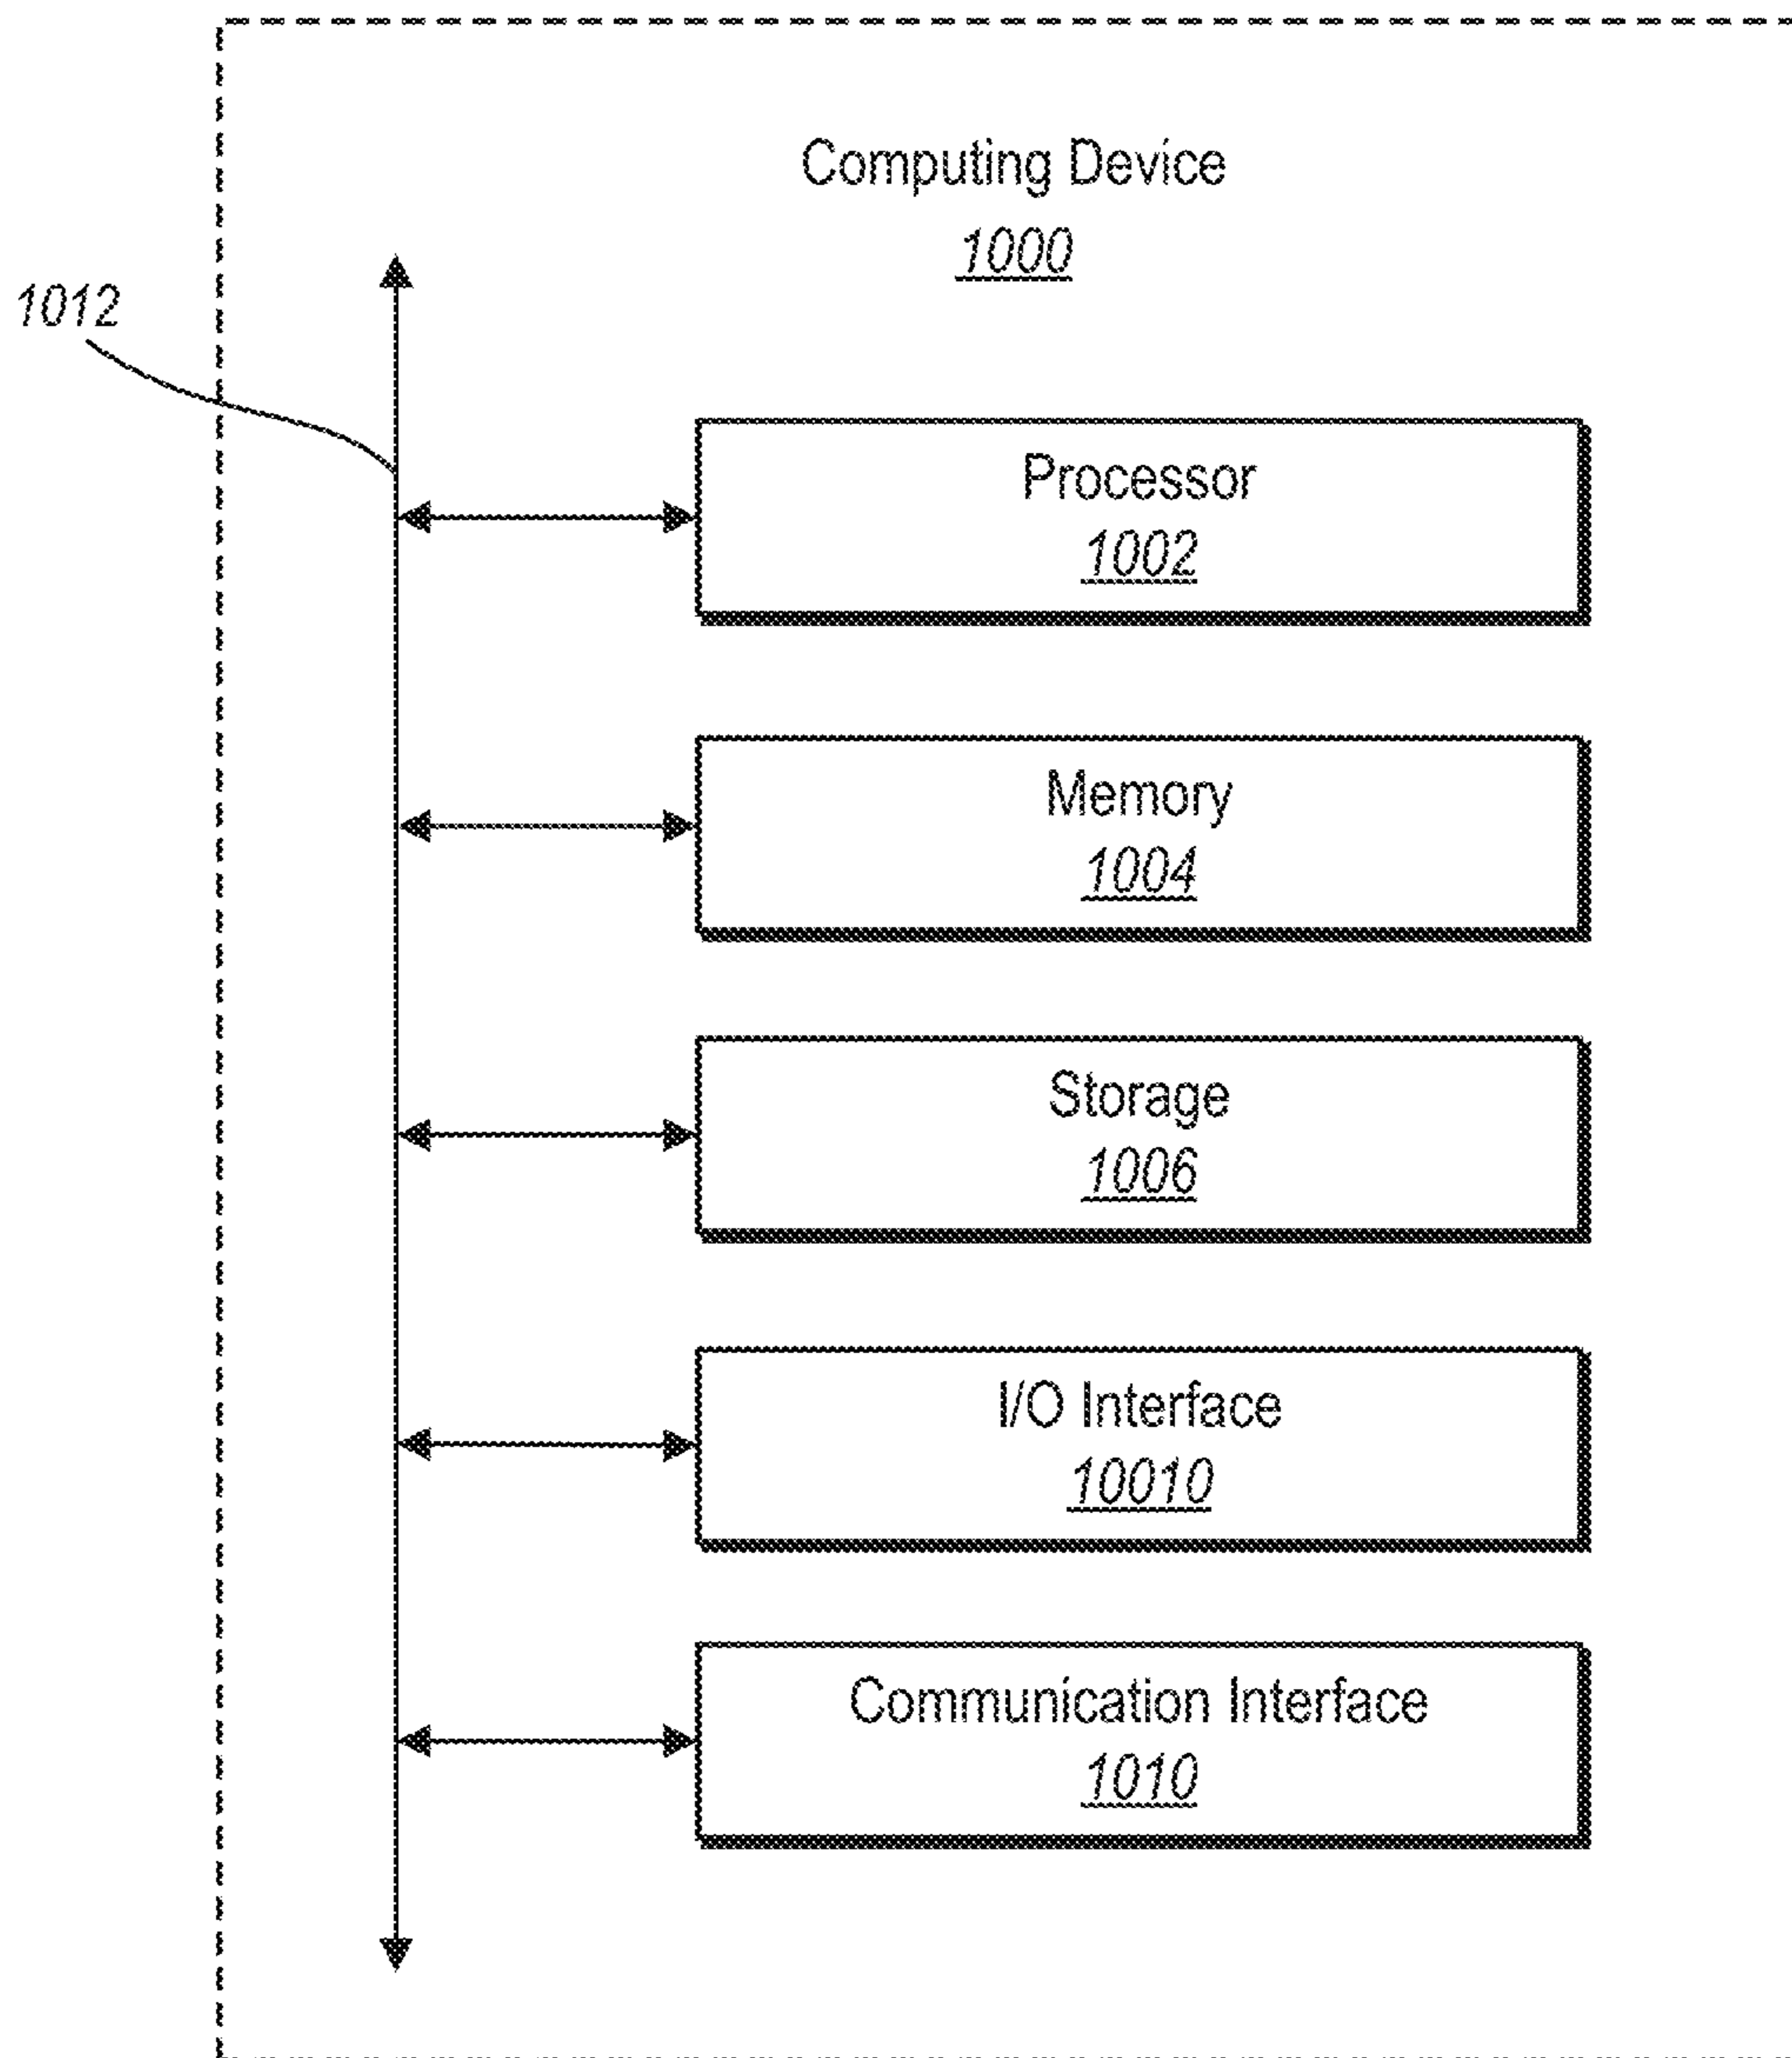 Computing Device
1000
1012
Processor
1002
Memory
1004
Storage
1006
I/O Interface
10010
Communication Interface
1010